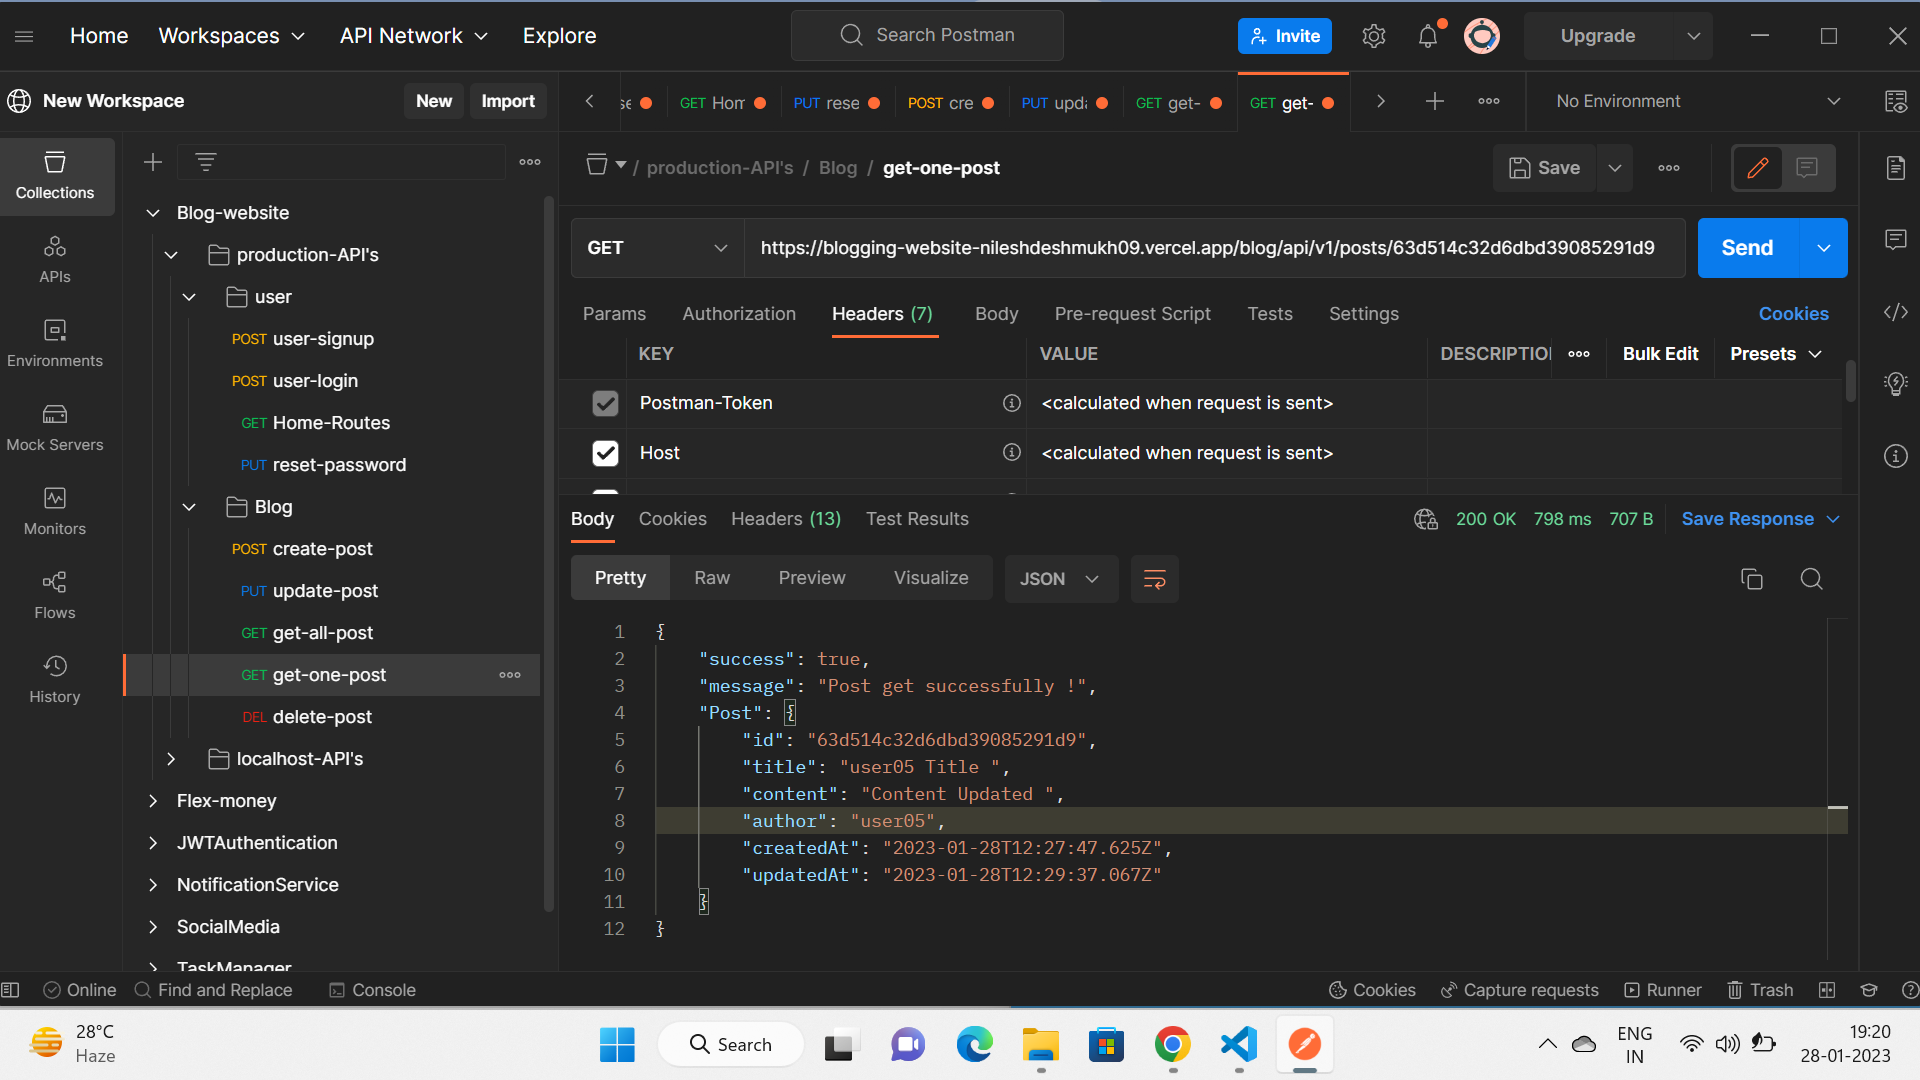 Home Workspaces API Network Explore Search Postman Invite Upgrade
New Workspace New Import
GET Hom PUT rese POST cre PUT upda GET get- GET get- No Environment
Collections
APIs
Environments
Mock Servers
Monitors
Flows
History
Blog-website
production-API's
user
POST user-signup
POST user-login
GET Home-Routes
PUT reset-password
Blog
POST create-post
PUT update-post
GET get-all-post
GET get-one-post
DEL delete-post
localhost-API's
Flex-money
JWTAuthentication
NotificationService
SocialMedia
TaskManager
/ production-API's / Blog / get-one-post Save
GET https://blogging-website-nileshdeshmukh09.vercel.app/blog/api/v1/posts/63d514c32d6dbd39085291d9 Send
Params Authorization Headers (7) Body Pre-request Script Tests Settings Cookies
KEY VALUE DESCRIPTIO Bulk Edit Presets
Postman-Token <calculated when request is sent>
Host <calculated when request is sent>
Body Cookies Headers (13) Test Results 200 OK 798 ms 707 B Save Response
Pretty Raw Preview Visualize JSON
1 {
2 "success": true,
3 "message": "Post get successfully !",
4 "Post": {
5 "id": "63d514c32d6dbd39085291d9",
6 "title": "user05 Title ",
7 "content": "Content Updated ",
8 "author": "user05",
9 "createdAt": "2023-01-28T12:27:47.625Z",
10 "updatedAt": "2023-01-28T12:29:37.067Z"
11 }
12 }
Online Find and Replace Console Cookies Capture requests Runner Trash
28°C
Haze
Search
ENG
IN
19:20
28-01-2023